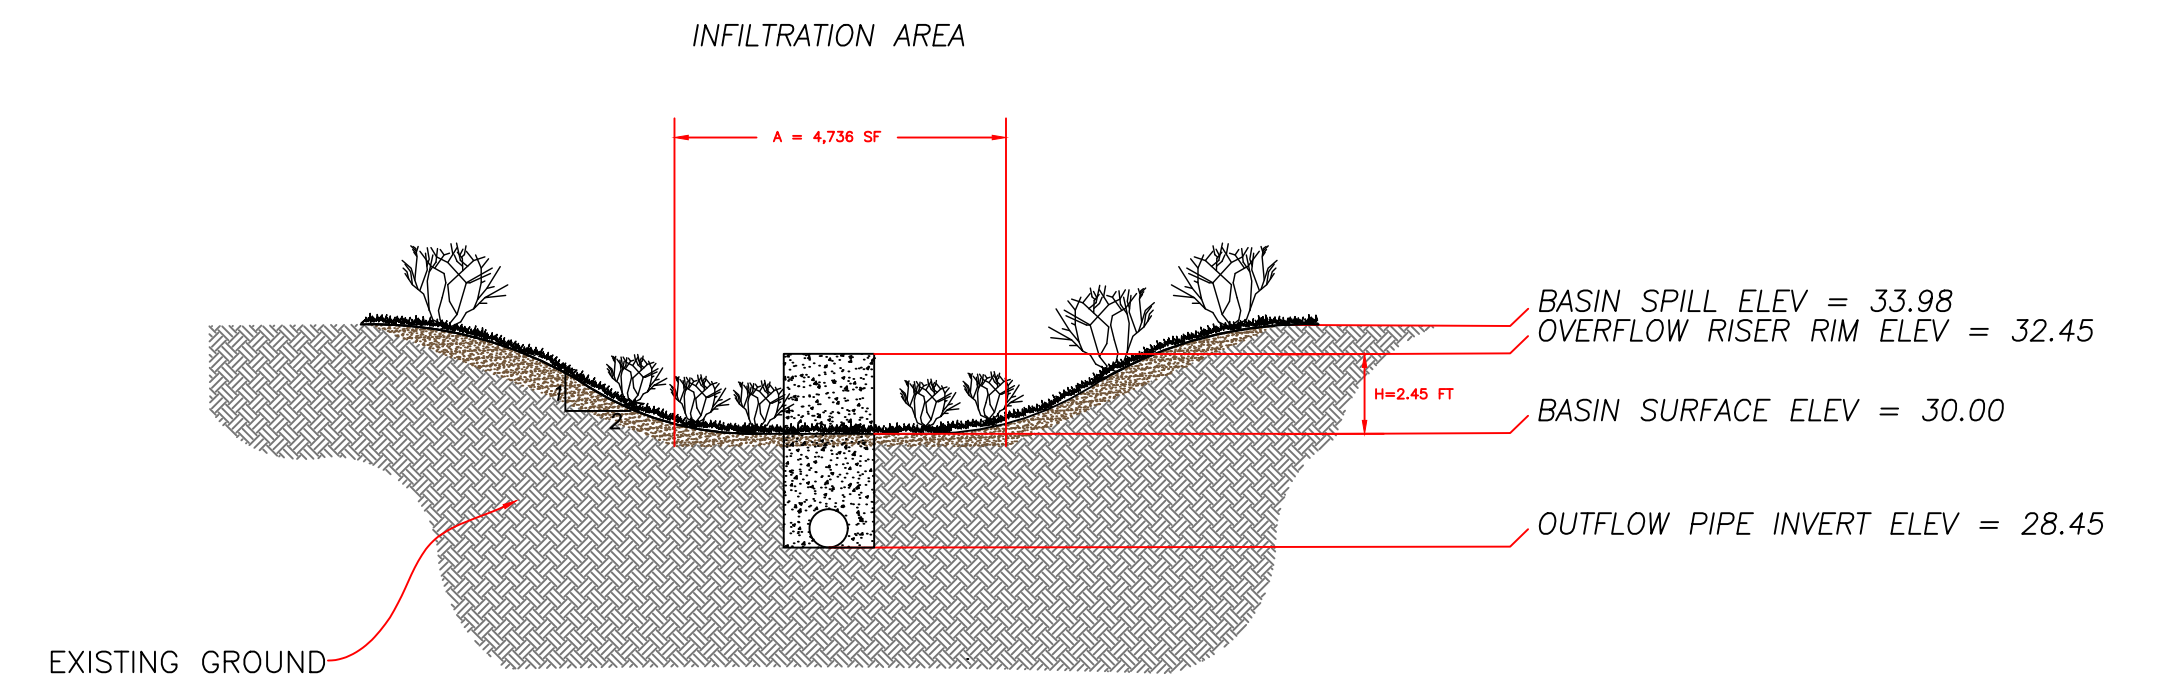 INFILTRATION AREA
A = 4,736 SF
BASIN SPILL ELEV = 33.98
OVERFLOW RISER RIM ELEV = 32.45
1
2
H=2.45 FT
BASIN SURFACE ELEV = 30.00
OUTFLOW PIPE INVERT ELEV = 28.45
EXISTING GROUND